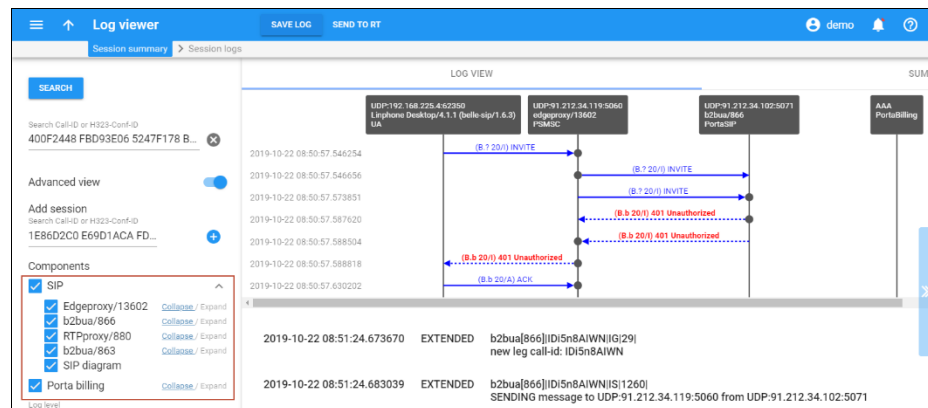 Log viewer
SAVE LOG
SEND TO RT
demo
Session summary
Session logs
SEARCH
Search Call-ID or H323-Conf-ID
400F2448 FBD93E06 5247F178 B...
Advanced view
Add session
Search Call-ID or H323-Conf-ID
1E86D2C0 E69D1ACA FD...
Components
SIP
Edgeproxy/13602 Collapse / Expand
b2bua/866 Collapse / Expand
RTPproxy/880 Collapse / Expand
b2bua/863 Collapse / Expand
SIP diagram
Porta billing Collapse / Expand
Log level
LOG VIEW
SUM
UDP:192.168.225.4:62350
Linphone Desktop/4.1.1 (belle-sip/1.6.3)
UA
UDP:91.212.34.119:5060
edgeproxy/13602
PSMSC
UDP:91.212.34.102:5071
b2bua/866
PortaSIP
AAA
PortaBilling
2019-10-22 08:50:57.546254 (B.? 20/I) INVITE
2019-10-22 08:50:57.546656 (B.? 20/I) INVITE
2019-10-22 08:50:57.573851 (B.? 20/I) INVITE
2019-10-22 08:50:57.587620 (B.b 20/I) 401 Unauthorized
2019-10-22 08:50:57.588504 (B.b 20/I) 401 Unauthorized
2019-10-22 08:50:57.588818 (B.b 20/I) 401 Unauthorized
2019-10-22 08:50:57.630202 (B.b 20/A) ACK
2019-10-22 08:51:24.673670 EXTENDED b2bua[866]|IDi5n8AIWN|IG|29|
new leg call-id: IDi5n8AIWN
2019-10-22 08:51:24.683039 EXTENDED b2bua[866]|IDi5n8AIWN|IS|1260|
SENDING message to UDP:91.212.34.119:5060 from UDP:91.212.34.102:5071